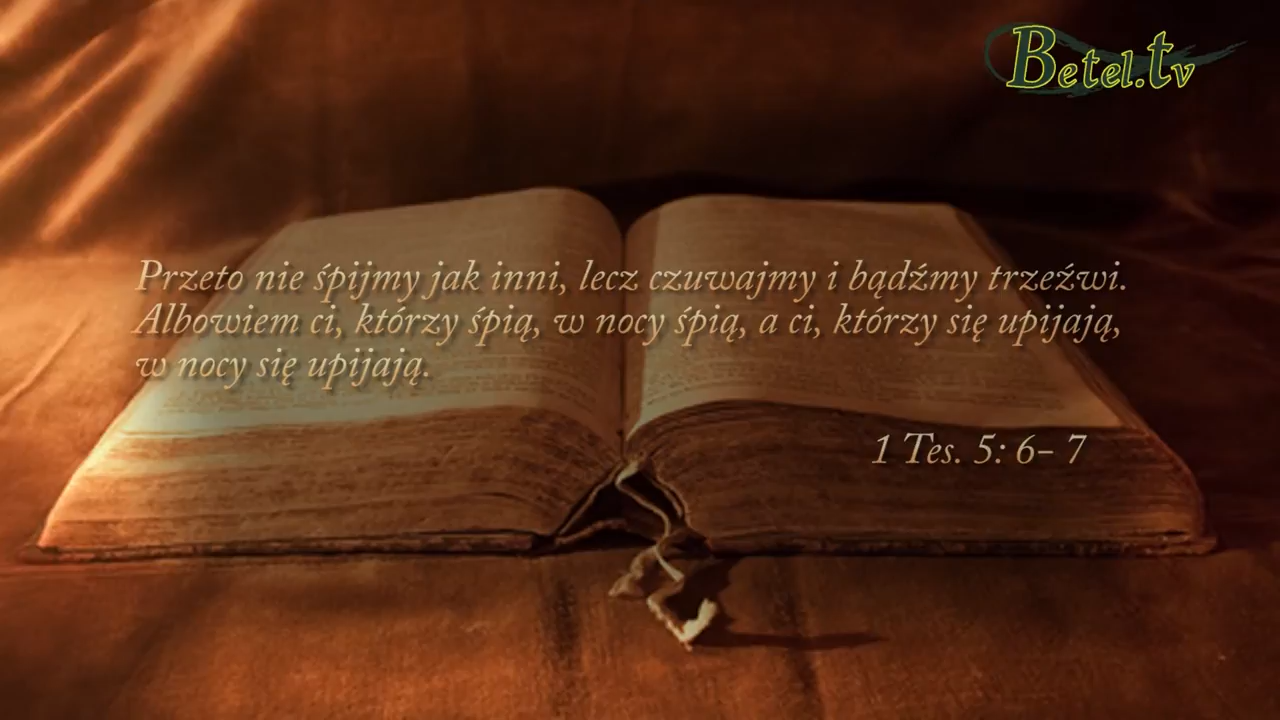 Betel.tv
Przeto nie śpijmy jak inni, lecz czuwajmy i bądźmy trzeźwi.
Albowiem ci, którzy śpią, w nocy śpią, a ci, którzy się upijają,
w nocy się upijają.
1 Tes. 5: 6– 7